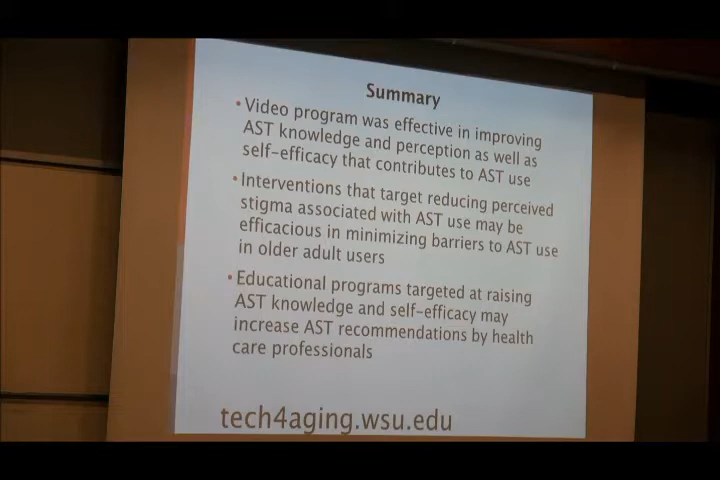 Summary
• Video program was effective in improving
AST knowledge and perception as well as
self-efficacy that contributes to AST use
• Interventions that target reducing perceived
stigma associated with AST use may be
efficacious in minimizing barriers to AST use
in older adult users
• Educational programs targeted at raising
AST knowledge and self-efficacy may
increase AST recommendations by health
care professionals
tech4aging.wsu.edu